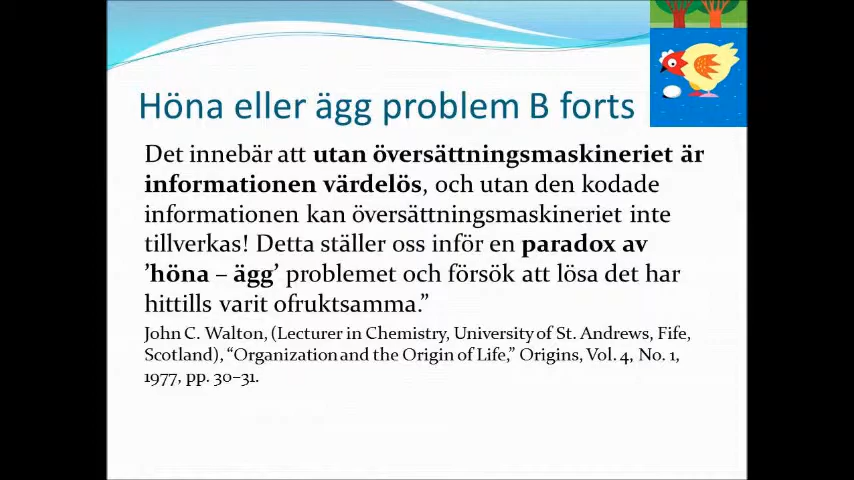 Höna eller ägg problem B forts
Det innebär att utan översättningsmaskineriet är
informationen värdelös, och utan den kodade
informationen kan översättningsmaskineriet inte
tillverkas! Detta ställer oss inför en paradox av
’höna – ägg’ problemet och försök att lösa det har
hittills varit ofruktsamma.”
John C. Walton, (Lecturer in Chemistry, University of St. Andrews, Fife,
Scotland), “Organization and the Origin of Life,” Origins, Vol. 4, No. 1,
1977, pp. 30–31.